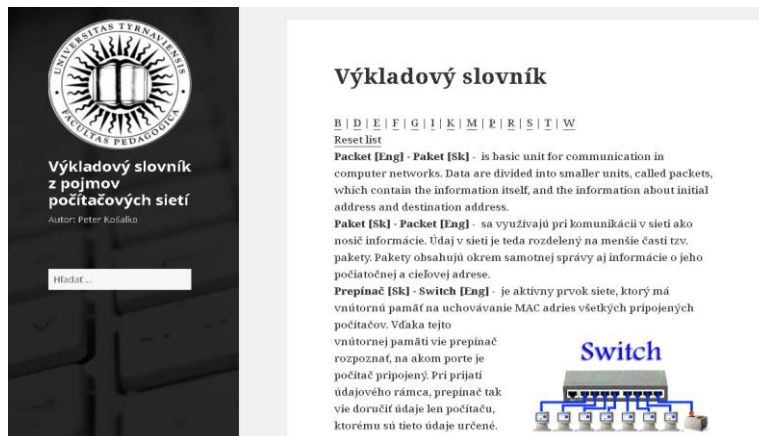 UNIVERSITAS TYRNAVIENSIS
FACULTAS PEDAGOGICA
Výkladový slovník
z pojmov
počítačových sietí
Autor: Peter Košalko
Hľadať ...
Výkladový slovník
B | D | E | F | G | I | K | M | P | R | S | T | W
Reset list
Packet [Eng] - Paket [Sk] - is basic unit for communication in
computer networks. Data are divided into smaller units, called packets,
which contain the information itself, and the information about initial
address and destination address.
Paket [Sk] - Packet [Eng] - sa využívajú pri komunikácii v sieti ako
nosič informácie. Údaj v sieti je teda rozdelený na menšie časti tzv.
pakety. Pakety obsahujú okrem samotnej správy aj informácie o jeho
počiatočnej a cieľovej adrese.
Prepínač [Sk] - Switch [Eng] - je aktívny prvok siete, ktorý má
vnútornú pamäť na uchovávanie MAC adries všetkých pripojených
počítačov. Vďaka tejto
vnútornej pamäti vie prepínač
rozpoznať, na akom porte je
počítač pripojený. Pri prijatí
údajového rámca, prepínač tak
vie doručiť údaje len počítaču,
ktorému sú tieto údaje určené.
Switch